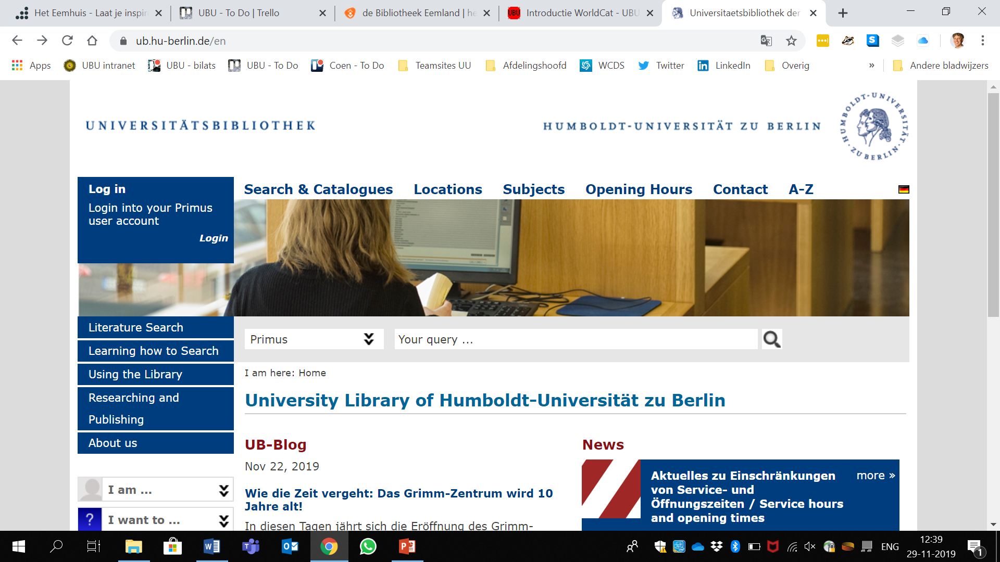 Het Eemhuis - Laat je inspir
UBU - To Do | Trello
de Bibliotheek Eemland | he
UBU
Introductie WorldCat - UBU
Universitaetsbibliothek der
ub.hu-berlin.de/en
Apps
UBU intranet
UBU - bilats
UBU - To Do
Coen - To Do
Teamsites UU
Afdelingshoofd
WCDS
Twitter
LinkedIn
Overig
»
Andere bladwijzers
UNIVERSITÄTSBIBLIOTHEK
HUMBOLDT-UNIVERSITÄT ZU BERLIN
HUMBOLDT-UNIVERSITÄT · ZU BERLIN ·
Log in
Login into your Primus
user account
Login
Search & Catalogues
Locations
Subjects
Opening Hours
Contact
A-Z
Literature Search
Learning how to Search
Using the Library
Researching and
Publishing
About us
I am ...
? I want to ...
Primus
Your query ...
I am here: Home
University Library of Humboldt-Universität zu Berlin
UB-Blog
Nov 22, 2019
Wie die Zeit vergeht: Das Grimm-Zentrum wird 10
Jahre alt!
In diesen Tagen jährt sich die Eröffnung des Grimm-
News
Aktuelles zu Einschränkungen
von Service- und
Öffnungszeiten / Service hours
and opening times
more »
ENG
12:39
29-11-2019
1